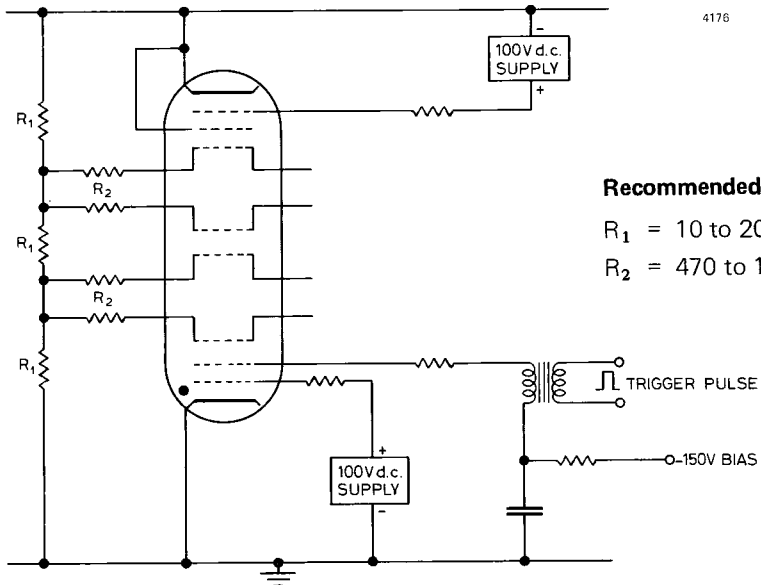 4176
−
100V d.c.
SUPPLY
+
R₁
R₂
R₁
R₂
R₁
Recommended
R₁ = 10 to 20
R₂ = 470 to 1
TRIGGER PULSE
+
100V d.c.
SUPPLY
−
-150V BIAS